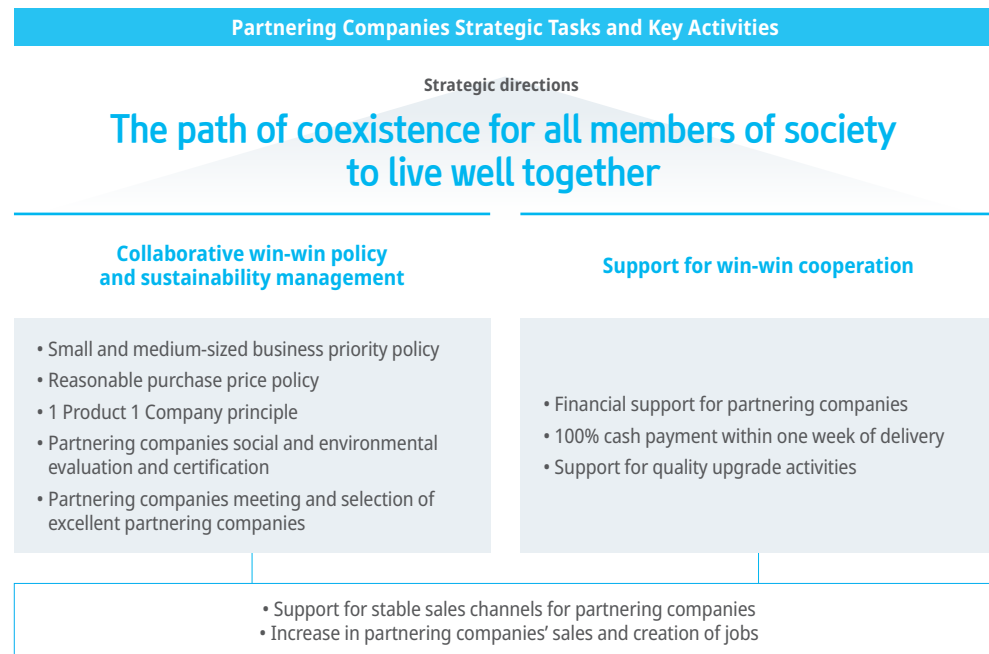 Partnering Companies Strategic Tasks and Key Activities
Strategic directions
The path of coexistence for all members of society
to live well together
Collaborative win-win policy
and sustainability management
• Small and medium-sized business priority policy
• Reasonable purchase price policy
• 1 Product 1 Company principle
• Partnering companies social and environmental
evaluation and certification
• Partnering companies meeting and selection of
excellent partnering companies
Support for win-win cooperation
• Financial support for partnering companies
• 100% cash payment within one week of delivery
• Support for quality upgrade activities
• Support for stable sales channels for partnering companies
• Increase in partnering companies’ sales and creation of jobs